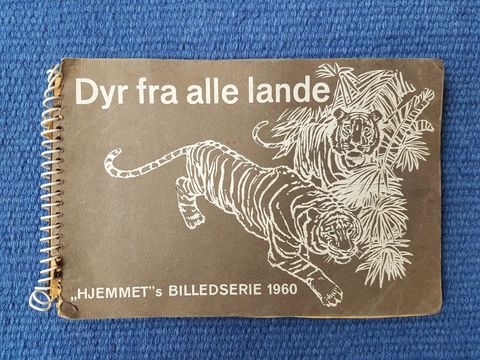 Dyr fra alle lande
„HJEMMET"s BILLEDSERIE 1960